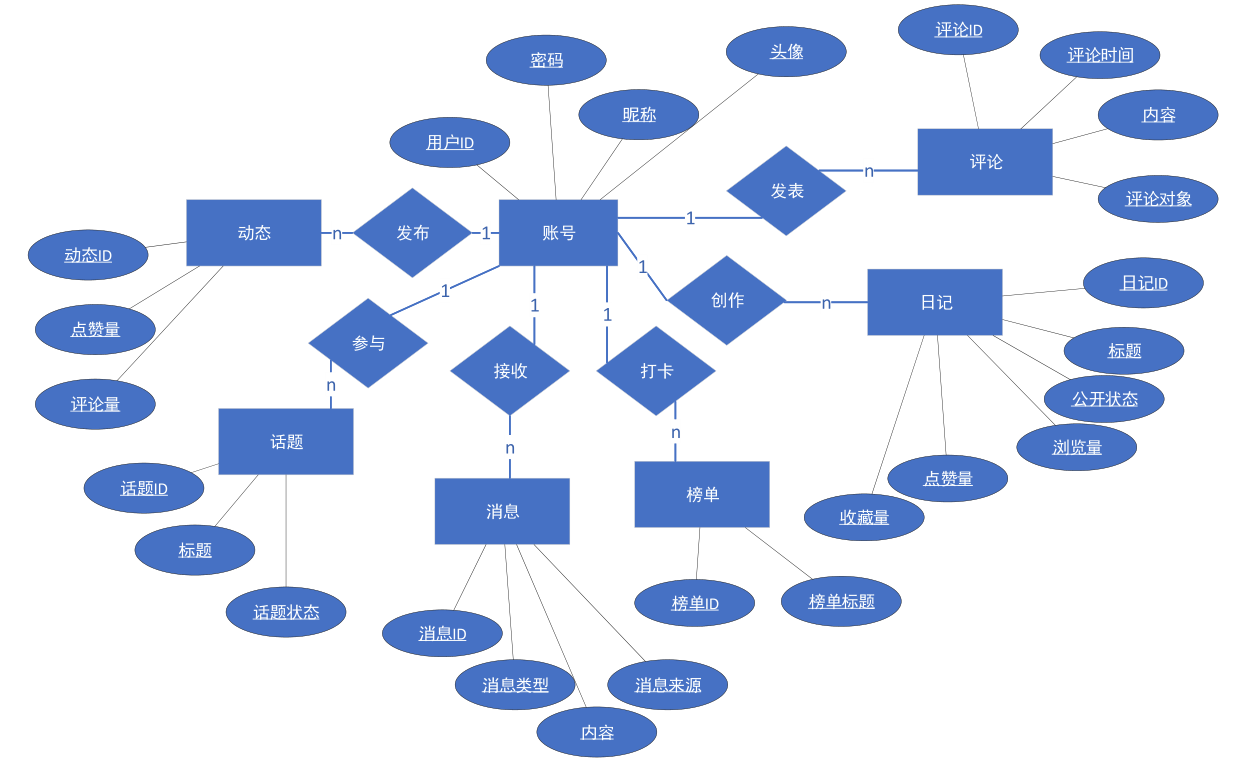 评论ID
头像
评论时间
密码
昵称
内容
用户ID
评论
发表
n
评论对象
1
动态
n
发布
1
账号
动态ID
1
日记ID
1
创作
n
日记
1
1
点赞量
参与
标题
接收
打卡
n
公开状态
评论量
n
话题
n
浏览量
点赞量
话题ID
榜单
消息
收藏量
标题
榜单ID
榜单标题
话题状态
消息ID
消息类型
消息来源
内容